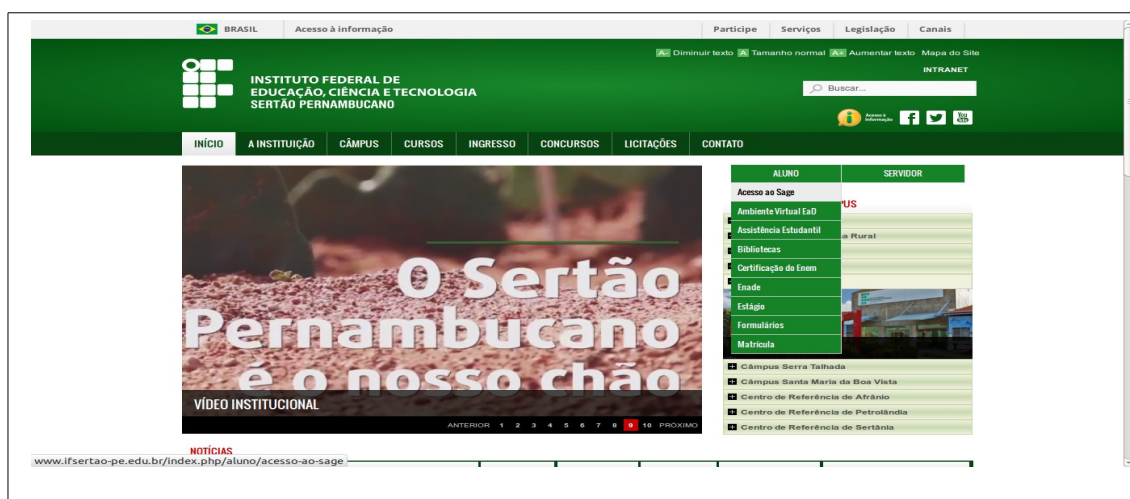 BRASIL Acesso à informação Participe Serviços Legislação Canais
A- Diminuir texto A Tamanho normal A+ Aumentar texto Mapa do Site
INTRANET
INSTITUTO FEDERAL DE
EDUCAÇÃO, CIÊNCIA E TECNOLOGIA
SERTÃO PERNAMBUCANO
Buscar...
Acesso à
Informação
You
INÍCIO A INSTITUIÇÃO CÂMPUS CURSOS INGRESSO CONCURSOS LICITAÇÕES CONTATO
O Sertão
Pernambucano
é o nosso chão
VÍDEO INSTITUCIONAL
ANTERIOR 1 2 3 4 5 6 7 8 9 10 PRÓXIMO
ALUNO SERVIDOR
Acesso ao Sage
PUS
Ambiente Virtual EaD
Assistência Estudantil
a Rural
Bibliotecas
Certificação do Enem
Enade
Estágio
Formulários
Matrícula
Câmpus Serra Talhada
Câmpus Santa Maria da Boa Vista
Centro de Referência de Afrânio
Centro de Referência de Petrolândia
Centro de Referência de Sertânia
NOTÍCIAS
www.ifsertao-pe.edu.br/index.php/aluno/acesso-ao-sage